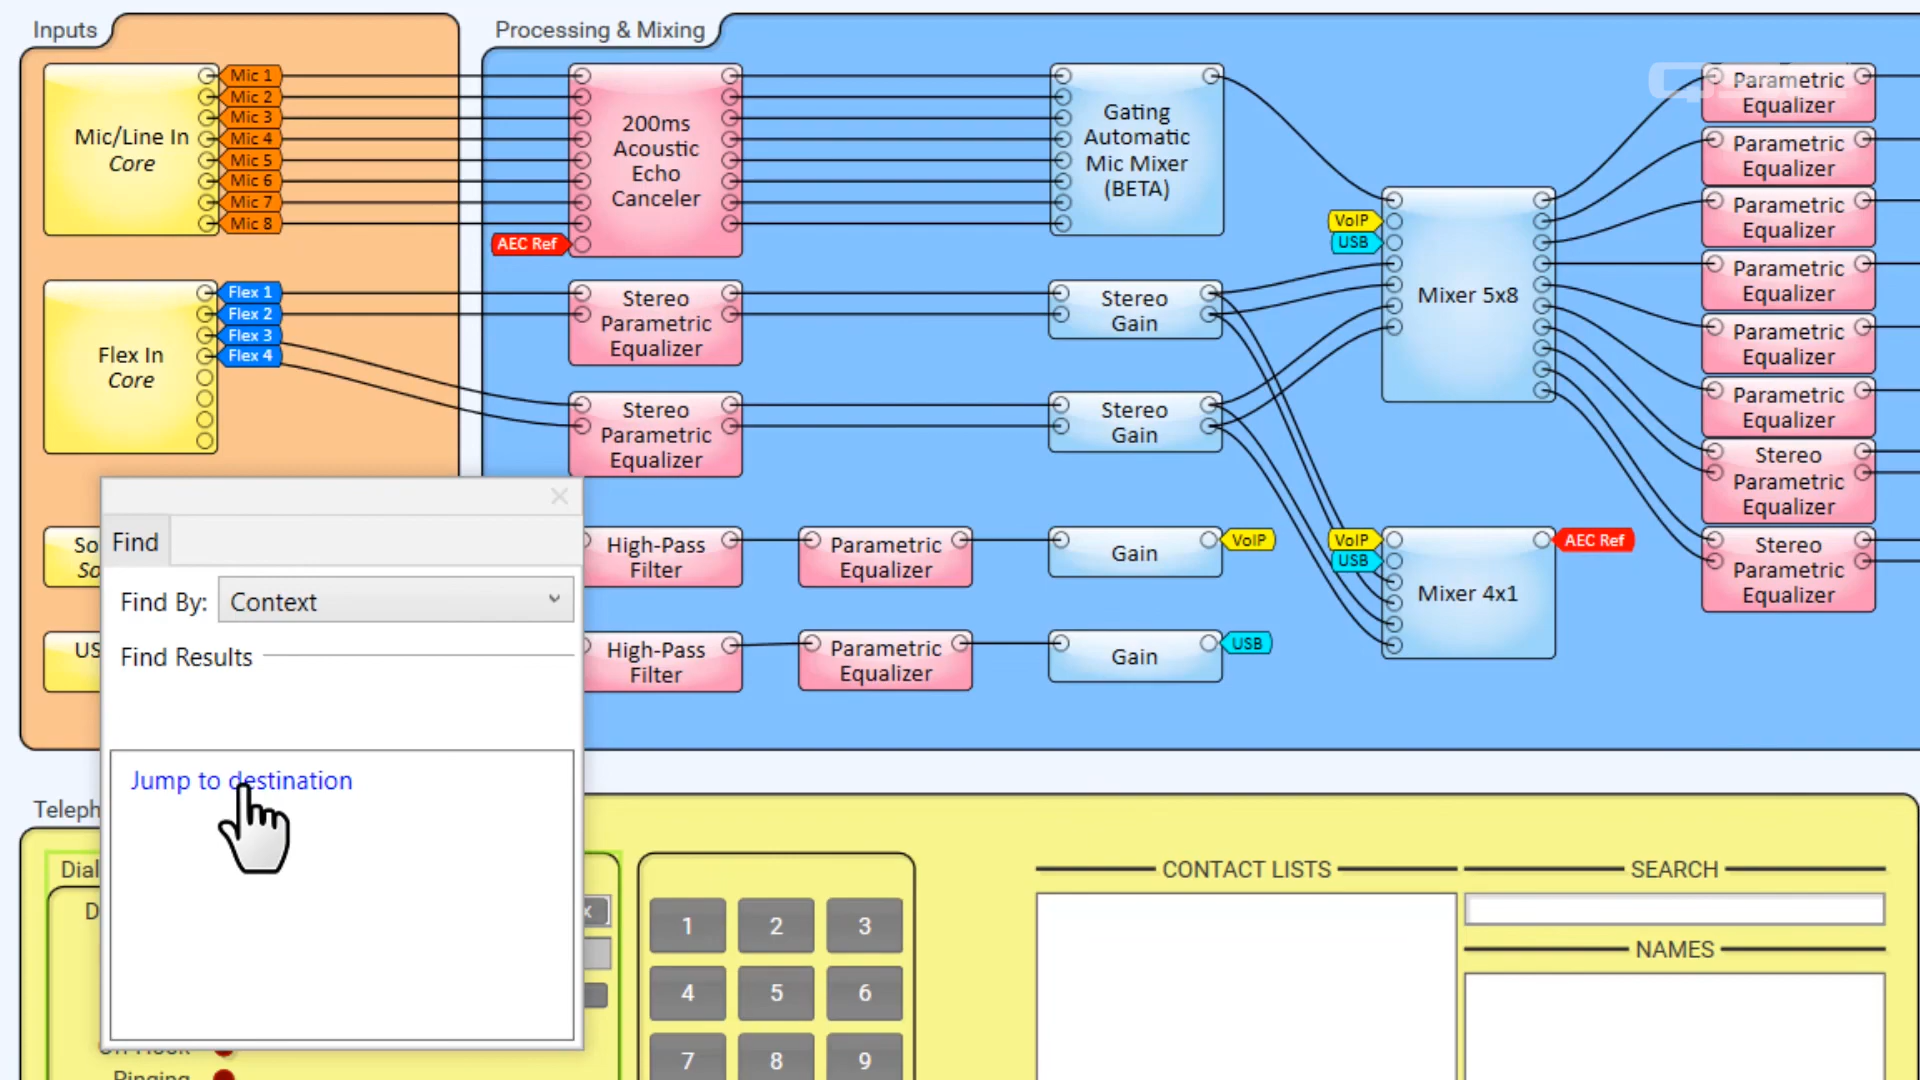 Inputs
Processing & Mixing
Mic/Line In
Core
Mic 1
Mic 2
Mic 3
Mic 4
Mic 5
Mic 6
Mic 7
Mic 8
AEC Ref
200ms
Acoustic
Echo
Canceler
Gating
Automatic
Mic Mixer
(BETA)
VoIP
USB
Mixer 5x8
Parametric
Equalizer
Parametric
Equalizer
Parametric
Equalizer
Parametric
Equalizer
Parametric
Equalizer
Parametric
Equalizer
Stereo
Parametric
Equalizer
Stereo
Parametric
Equalizer
Flex In
Core
Flex 1
Flex 2
Flex 3
Flex 4
Stereo
Parametric
Equalizer
Stereo
Gain
Stereo
Parametric
Equalizer
Stereo
Gain
So
So
High-Pass
Filter
Parametric
Equalizer
Gain
VoIP
VoIP
USB
Mixer 4x1
AEC Ref
US
High-Pass
Filter
Parametric
Equalizer
Gain
USB
Find
Find By: Context
Find Results
Jump to destination
Teleph
Dial
D
x
1 2 3
4 5 6
7 8 9
CONTACT LISTS
SEARCH
NAMES